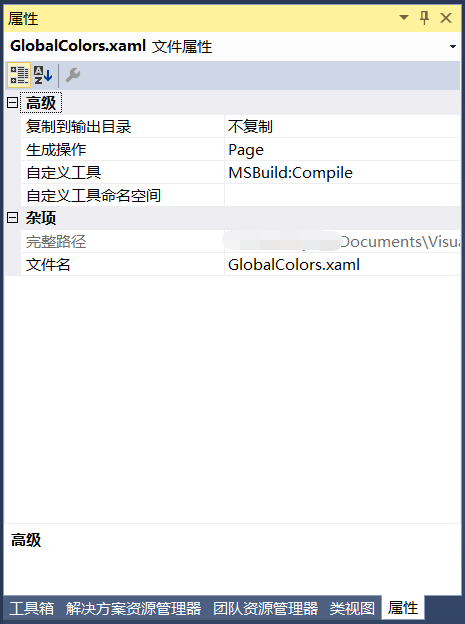 属性
GlobalColors.xaml 文件属性
高级
复制到输出目录 不复制
生成操作 Page
自定义工具 MSBuild:Compile
自定义工具命名空间
杂项
完整路径 Documents\Visua
文件名 GlobalColors.xaml
高级
工具箱 解决方案资源管理器 团队资源管理器 类视图 属性